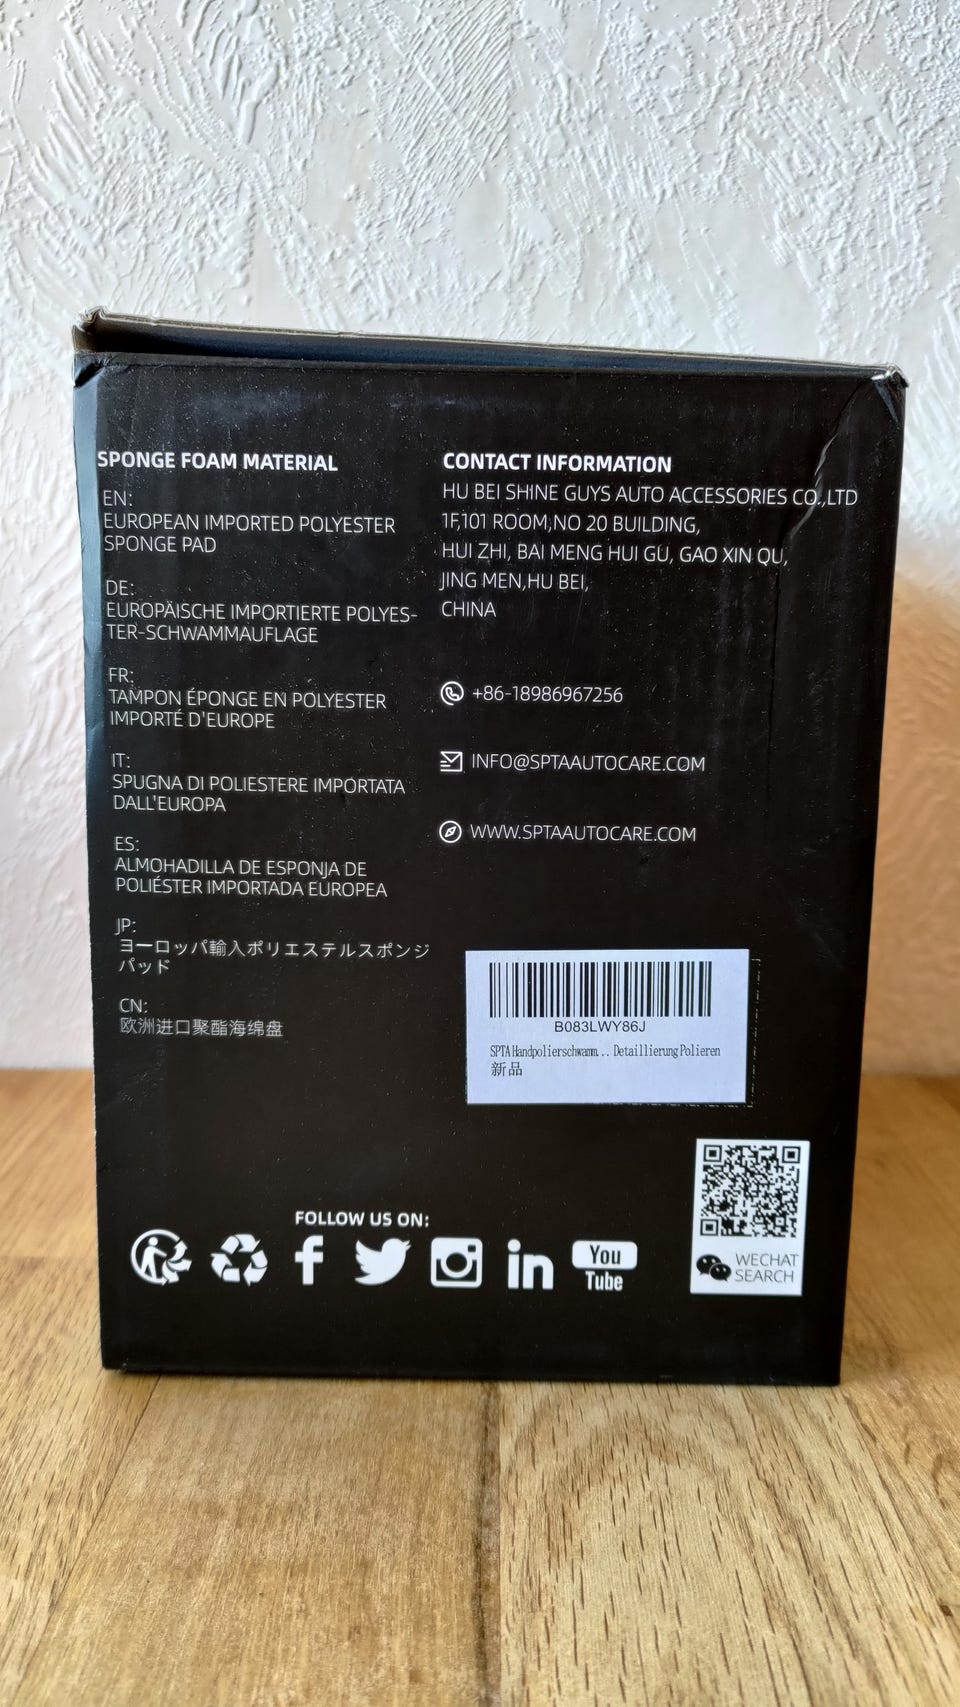 SPONGE FOAM MATERIAL
EN:
EUROPEAN IMPORTED POLYESTER
SPONGE PAD
DE:
EUROPÄISCHE IMPORTIERTE POLYES-
TER-SCHWAMMAUFLAGE
FR:
TAMPON ÉPONGE EN POLYESTER
IMPORTÉ D'EUROPE
IT:
SPUGNA DI POLIESTERE IMPORTATA
DALL'EUROPA
ES:
ALMOHADILLA DE ESPONJA DE
POLIÉSTER IMPORTADA EUROPEA
JP:
ヨーロッパ輸入ポリエステルスポンジ
パッド
CN:
欧洲进口聚酯海绵盘
CONTACT INFORMATION
HU BEI SHINE GUYS AUTO ACCESSORIES CO.,LTD
1F,101 ROOM,NO 20 BUILDING,
HUI ZHI, BAI MENG HUI GU, GAO XIN QU,
JING MEN,HU BEI,
CHINA
+86-18986967256
INFO@SPTAAUTOCARE.COM
WWW.SPTAAUTOCARE.COM
B083LWY86J
SPTA Handpolierschwamm... Detaillierung Polieren
新品
FOLLOW US ON:
f
in
You
Tube
WECHAT
SEARCH